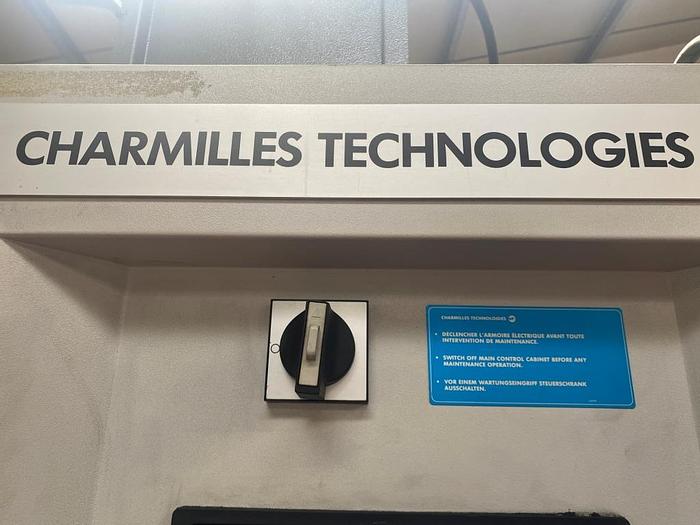 CHARMILLES TECHNOLOGIES
CHARMILLES TECHNOLOGIES
• DECLENCHER L'ARMOIRE ÉLECTRIQUE AVANT TOUTE
INTERVENTION DE MAINTENANCE.
• SWITCH OFF MAIN CONTROL CABINET BEFORE ANY
MAINTENANCE OPERATION.
• VOR EINEM WARTUNGSEINGRIFF STEUERSCHRANK
AUSSCHALTEN.